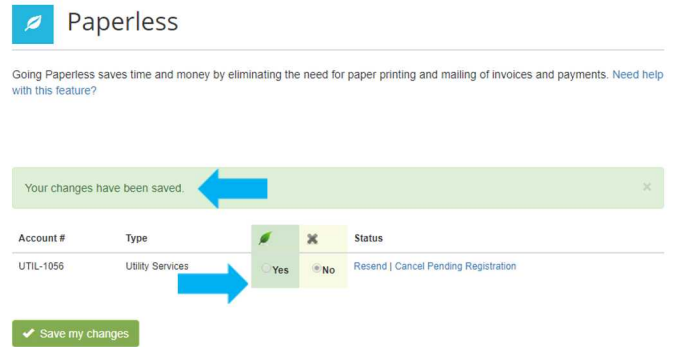 Paperless
Going Paperless saves time and money by eliminating the need for paper printing and mailing of invoices and payments. Need help
with this feature?
Your changes have been saved. ×
Account # Type Status
UTIL-1056 Utility Services Yes No Resend | Cancel Pending Registration
Save my changes